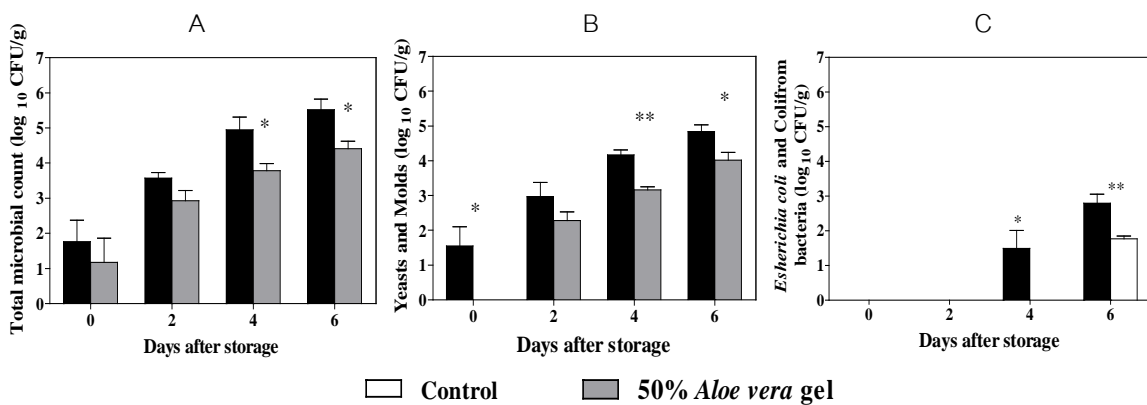 A
B
C
Total microbial count (log 10 CFU/g)
7
6
5
4
3
2
1
0
*
*
0 2 4 6
Days after storage
Yeasts and Molds (log 10 CFU/g)
7
6
5
4
3
2
1
0
*
**
*
0 2 4 6
Days after storage
Esherichia coli and Colifrom
bacteria (log10 CFU/g)
7
6
5
4
3
2
1
0
*
**
0 2 4 6
Days after storage
Control 50% Aloe vera gel